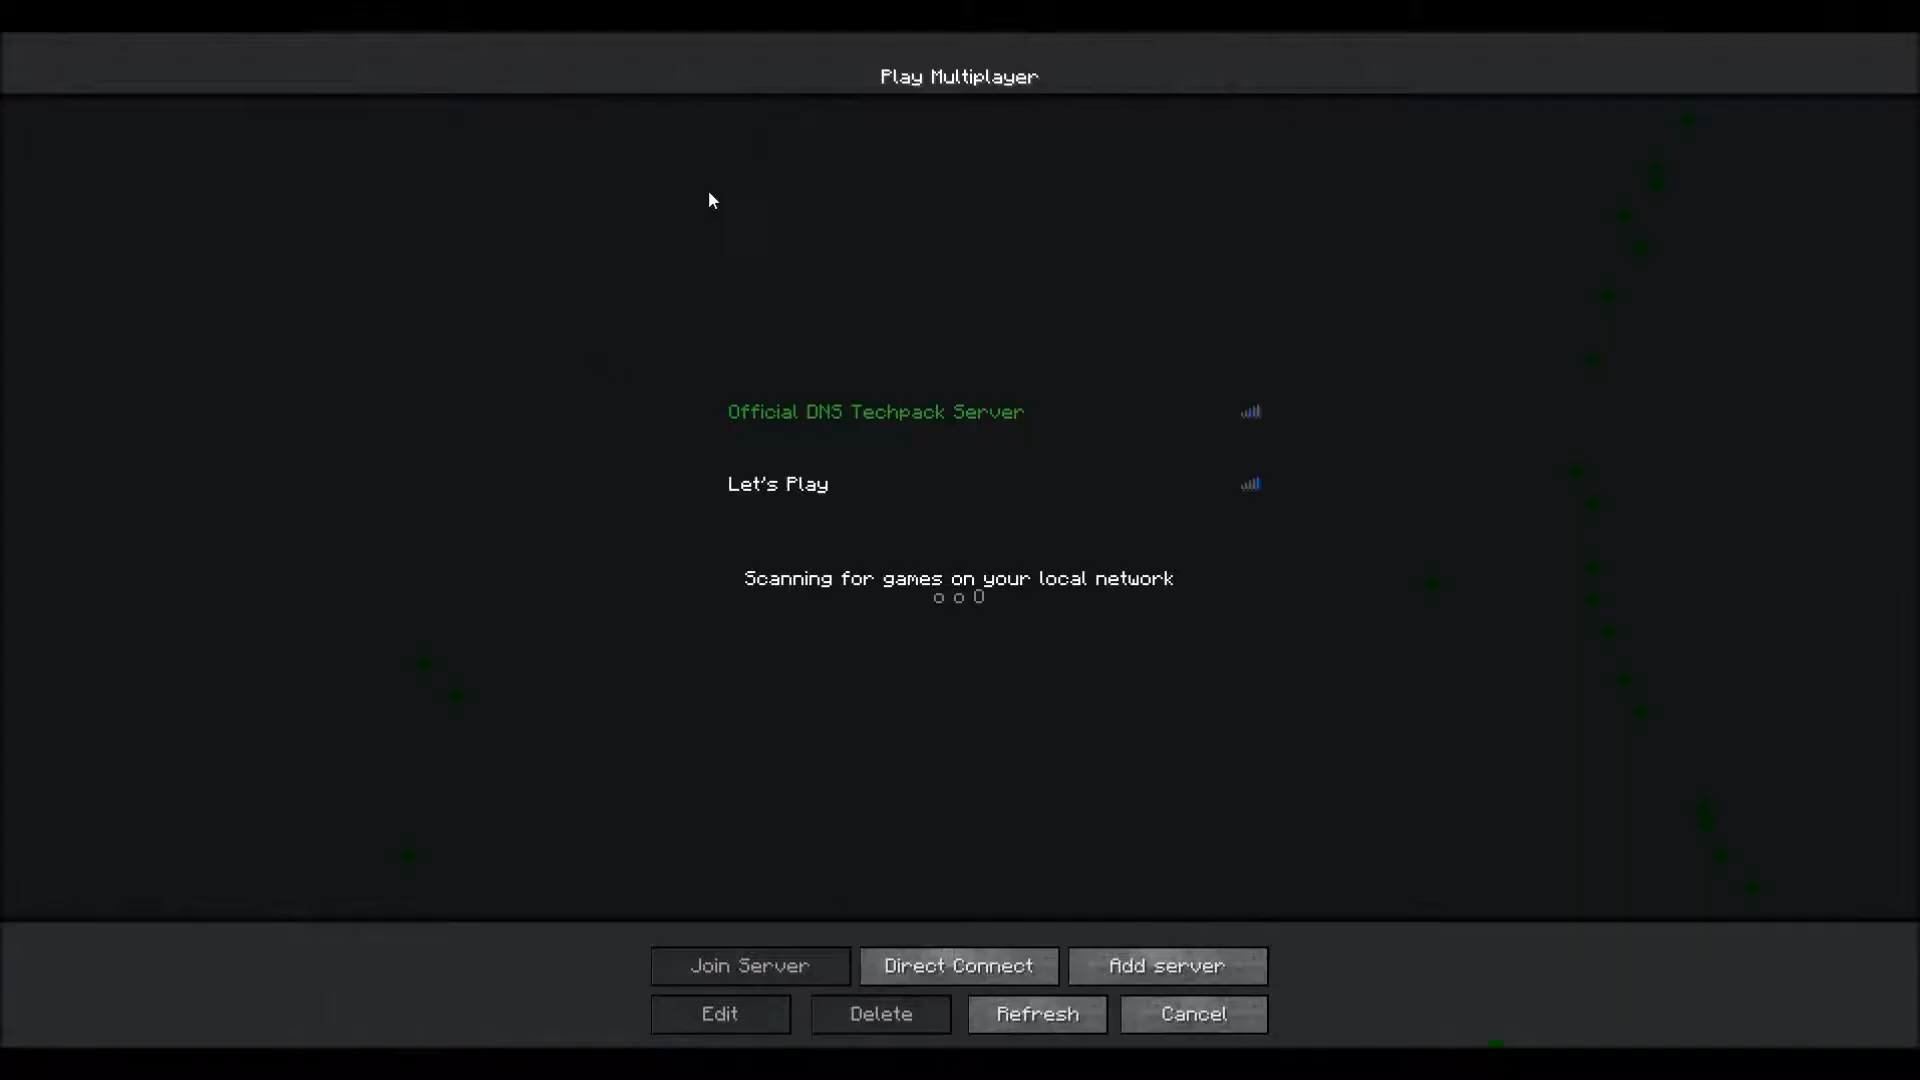 Play Multiplayer
Official DNS Techpack Server
Let's Play
Scanning for games on your local network
o o O
Join Server
Direct Connect
Add server
Edit
Delete
Refresh
Cancel